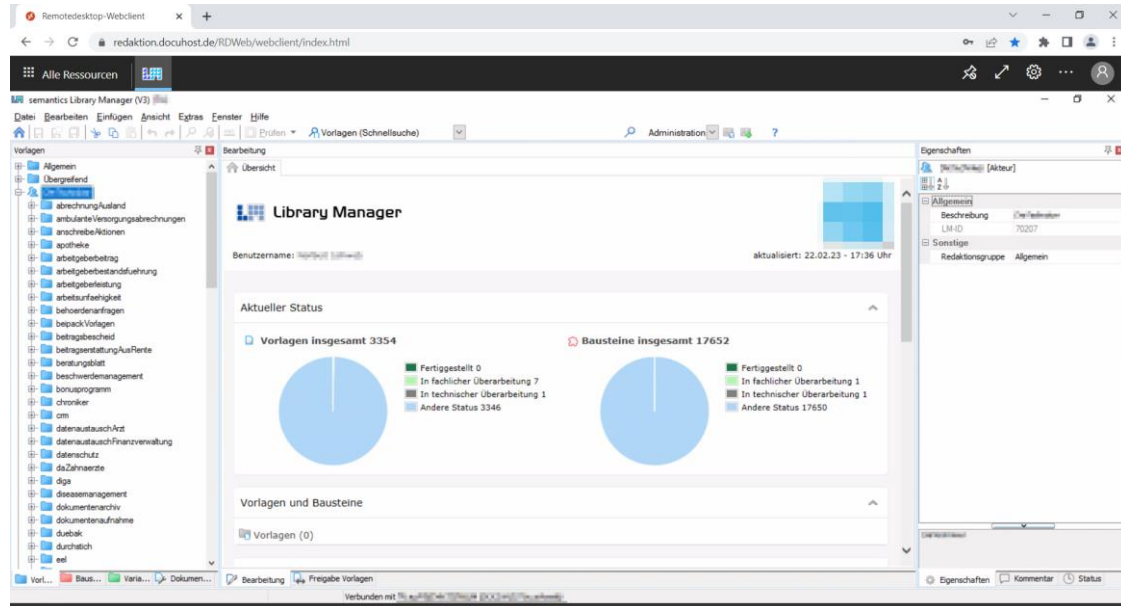 Remotedesktop-Webclient
redaktion.docuhost.de/RDWeb/webclient/index.html
Alle Ressourcen
semantics Library Manager (V3)
Datei Bearbeiten Einfügen Ansicht Extras Fenster Hilfe
Prüfen Vorlagen (Schnellsuche) Administration ?
Vorlagen
Allgemein
Übergreifend
abrechnungAusland
ambulanteVersorgungsabrechnungen
anschreibeAktionen
apotheke
arbeitgeberbeitrag
arbeitgeberbestandsfuehrung
arbeitgeberleistung
arbeitsunfaehigkeit
behoerdenanfragen
beipackVorlagen
beitragsbescheid
beitragserstattungAusRente
beratungsblatt
beschwerdemanagement
bonusprogramm
chroniker
crm
datenaustauschArzt
datenaustauschFinanzverwaltung
datenschutz
daZahnaerzte
diga
diseasemanagement
dokumentenarchiv
dokumentenaufnahme
duebak
durchstich
eel
Vorl... Baus... Varia... Dokumen...
Bearbeitung
Übersicht
Library Manager
Benutzername:
aktualisiert: 22.02.23 - 17:36 Uhr
Aktueller Status
Vorlagen insgesamt 3354
Fertiggestellt 0
In fachlicher Überarbeitung 7
In technischer Überarbeitung 1
Andere Status 3346
Bausteine insgesamt 17652
Fertiggestellt 0
In fachlicher Überarbeitung 1
In technischer Überarbeitung 1
Andere Status 17650
Vorlagen und Bausteine
Vorlagen (0)
Bearbeitung Freigabe Vorlagen
Eigenschaften
[Akteur]
Allgemein
Beschreibung
LM-ID 70207
Sonstige
Redaktionsgruppe Allgemein
Eigenschaften Kommentar Status
Verbunden mit